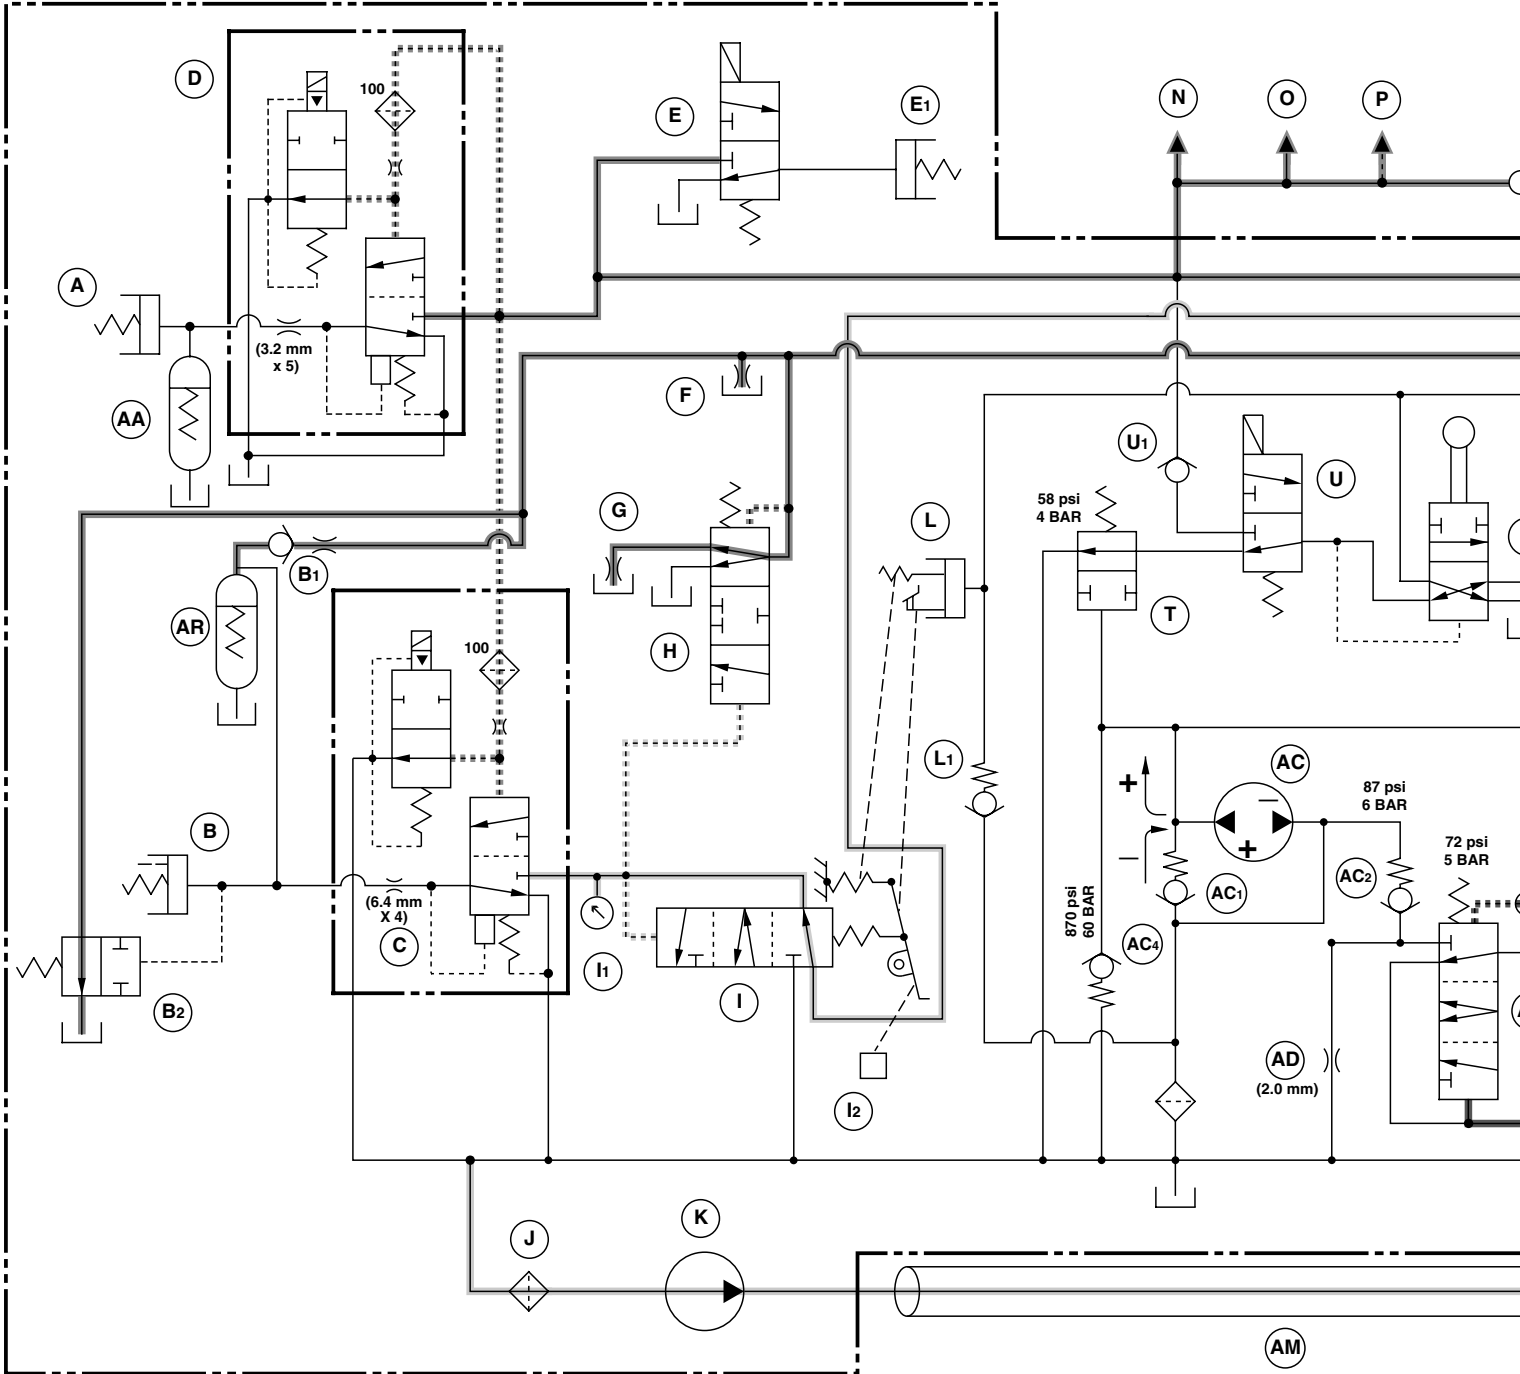 D
100
E
E1
N
O
P
A
(3.2 mm
x 5)
AA
F
U1
U
58 psi
4 BAR
G
L
B1
AR
H
T
100
L1
+
–
AC
–
+
87 psi
6 BAR
B
72 psi
5 BAR
AC2
AC1
(6.4 mm
X 4)
C
870 psi
60 BAR
AC4
I1
I
B2
AD
(2.0 mm)
I2
K
J
AM